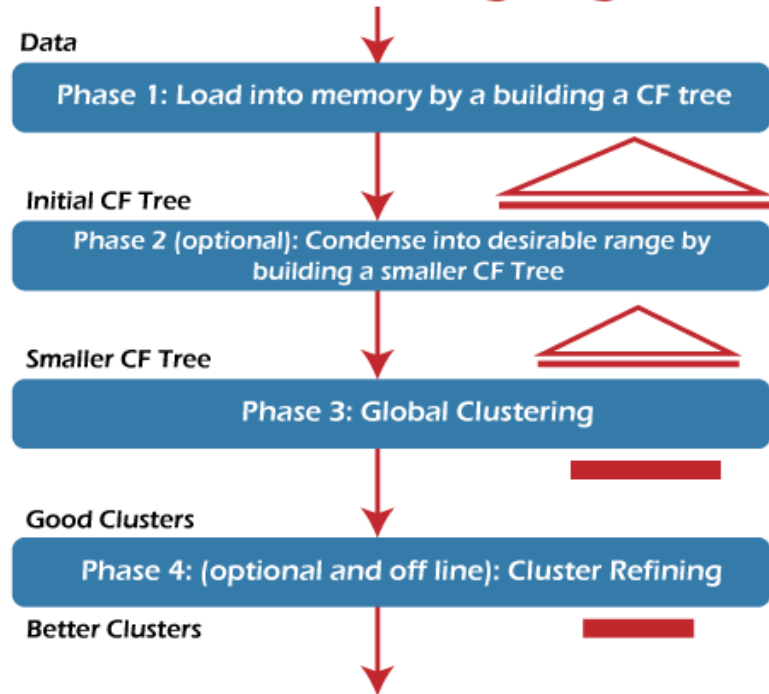 Data
Phase 1: Load into memory by a building a CF tree
Initial CF Tree
Phase 2 (optional): Condense into desirable range by
building a smaller CF Tree
Smaller CF Tree
Phase 3: Global Clustering
Good Clusters
Phase 4: (optional and off line): Cluster Refining
Better Clusters